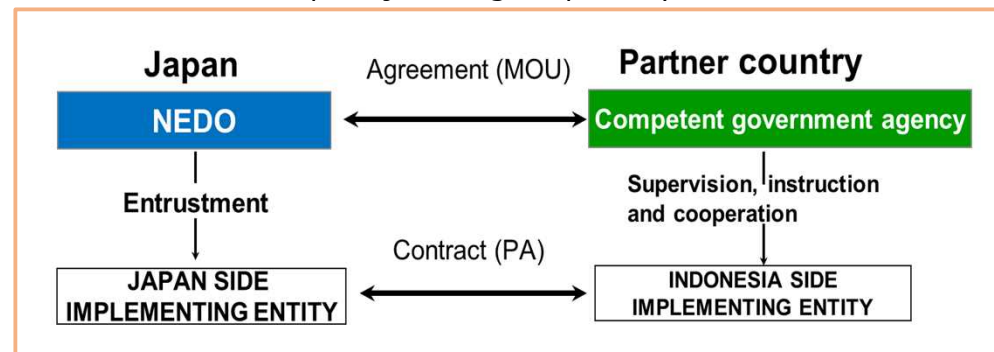 Japan
Agreement (MOU)
Partner country
NEDO
Competent government agency
Entrustment
Supervision, instruction
and cooperation
Contract (PA)
JAPAN SIDE
IMPLEMENTING ENTITY
INDONESIA SIDE
IMPLEMENTING ENTITY